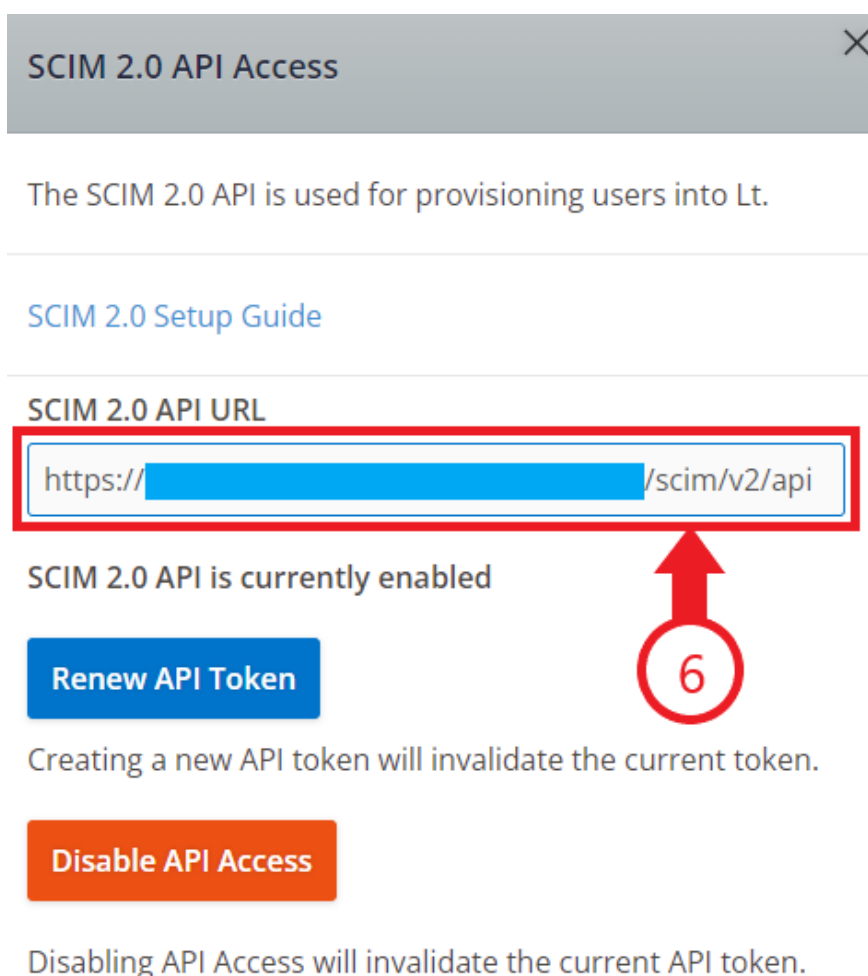 SCIM 2.0 API Access
The SCIM 2.0 API is used for provisioning users into Lt.
SCIM 2.0 Setup Guide
SCIM 2.0 API URL
https:// /scim/v2/api
SCIM 2.0 API is currently enabled
Renew API Token
6
Creating a new API token will invalidate the current token.
Disable API Access
Disabling API Access will invalidate the current API token.